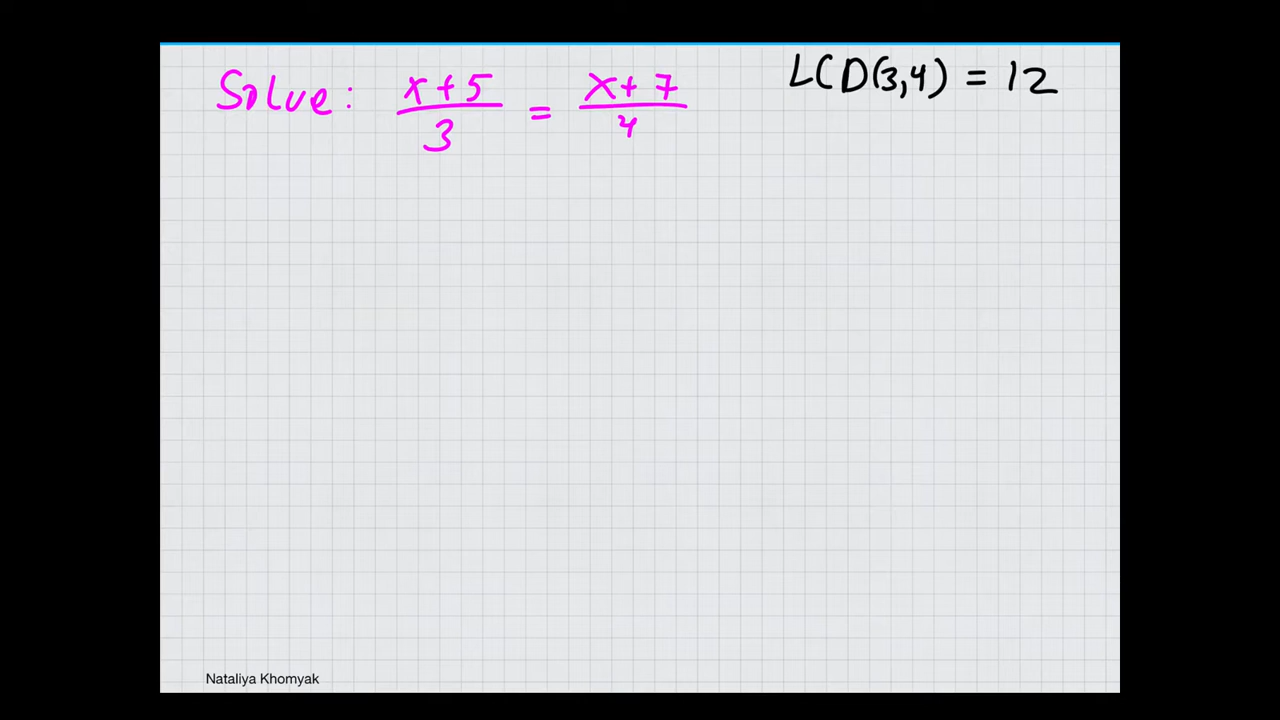 Solve: x+5/3 = x+7/4 LCD(3,4) = 12
Nataliya Khomyak